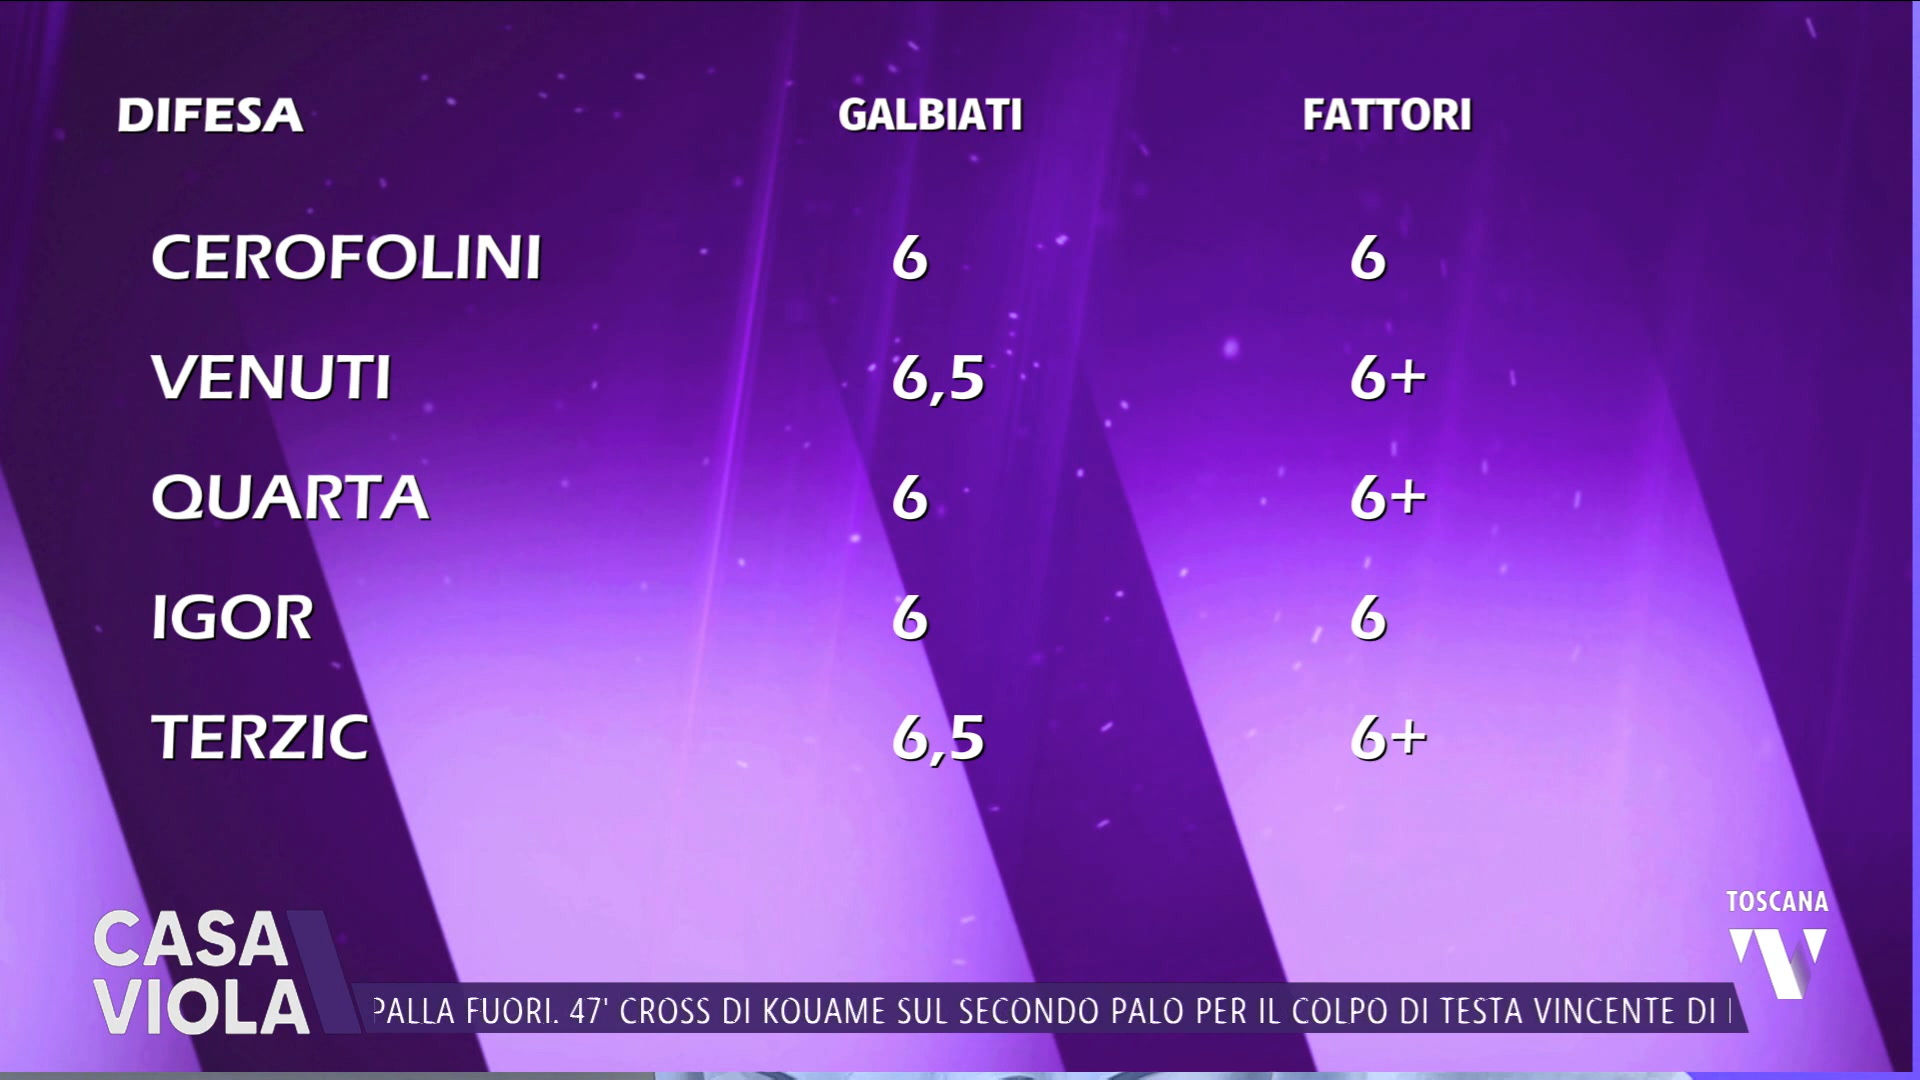 DIFESA GALBIATI FATTORI
CEROFOLINI 6 6
VENUTI 6,5 6+
QUARTA 6 6+
IGOR 6 6
TERZIC 6,5 6+
TOSCANA
TV
CASA
VIOLA
PALLA FUORI. 47' CROSS DI KOUAME SUL SECONDO PALO PER IL COLPO DI TESTA VINCENTE DI